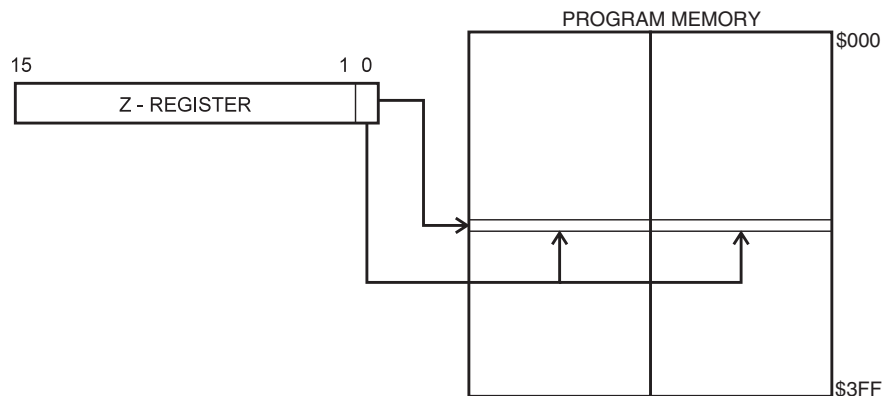 PROGRAM MEMORY
$000
15 1 0
Z - REGISTER
$3FF